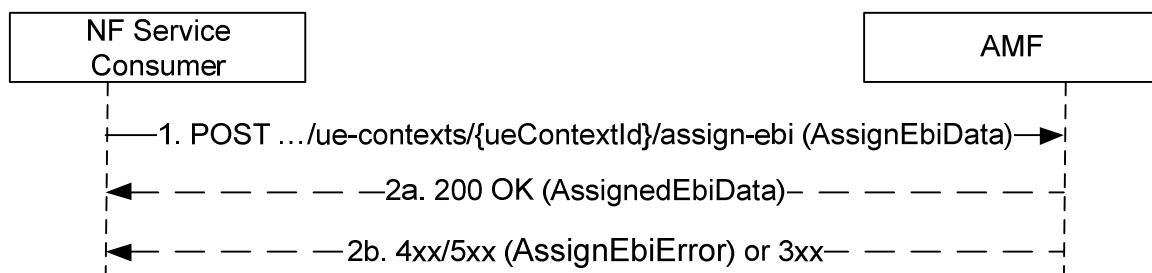 NF Service
Consumer
AMF
1. POST …/ue-contexts/{ueContextId}/assign-ebi (AssignEbiData)
2a. 200 OK (AssignedEbiData)
2b. 4xx/5xx (AssignEbiError) or 3xx